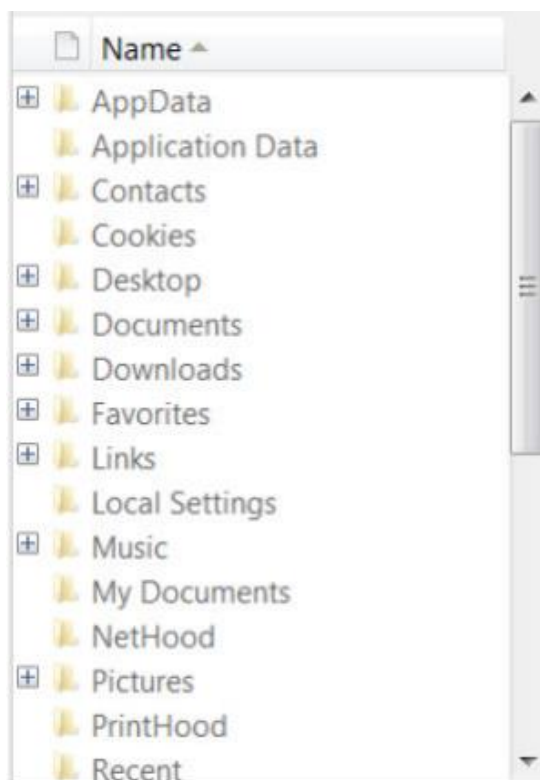 Name
AppData
Application Data
Contacts
Cookies
Desktop
Documents
Downloads
Favorites
Links
Local Settings
Music
My Documents
NetHood
Pictures
PrintHood
Recent